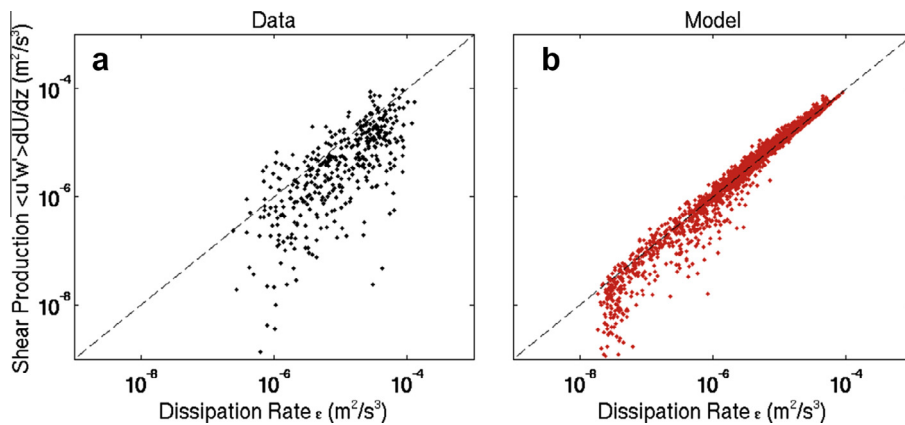 Data
Model
a
b
Shear Production <u'w'>dU/dz (m²/s³)
10⁻⁴
10⁻⁶
10⁻⁸
10⁻⁸ 10⁻⁶ 10⁻⁴
10⁻⁸ 10⁻⁶ 10⁻⁴
Dissipation Rate ε (m²/s³)
Dissipation Rate ε (m²/s³)